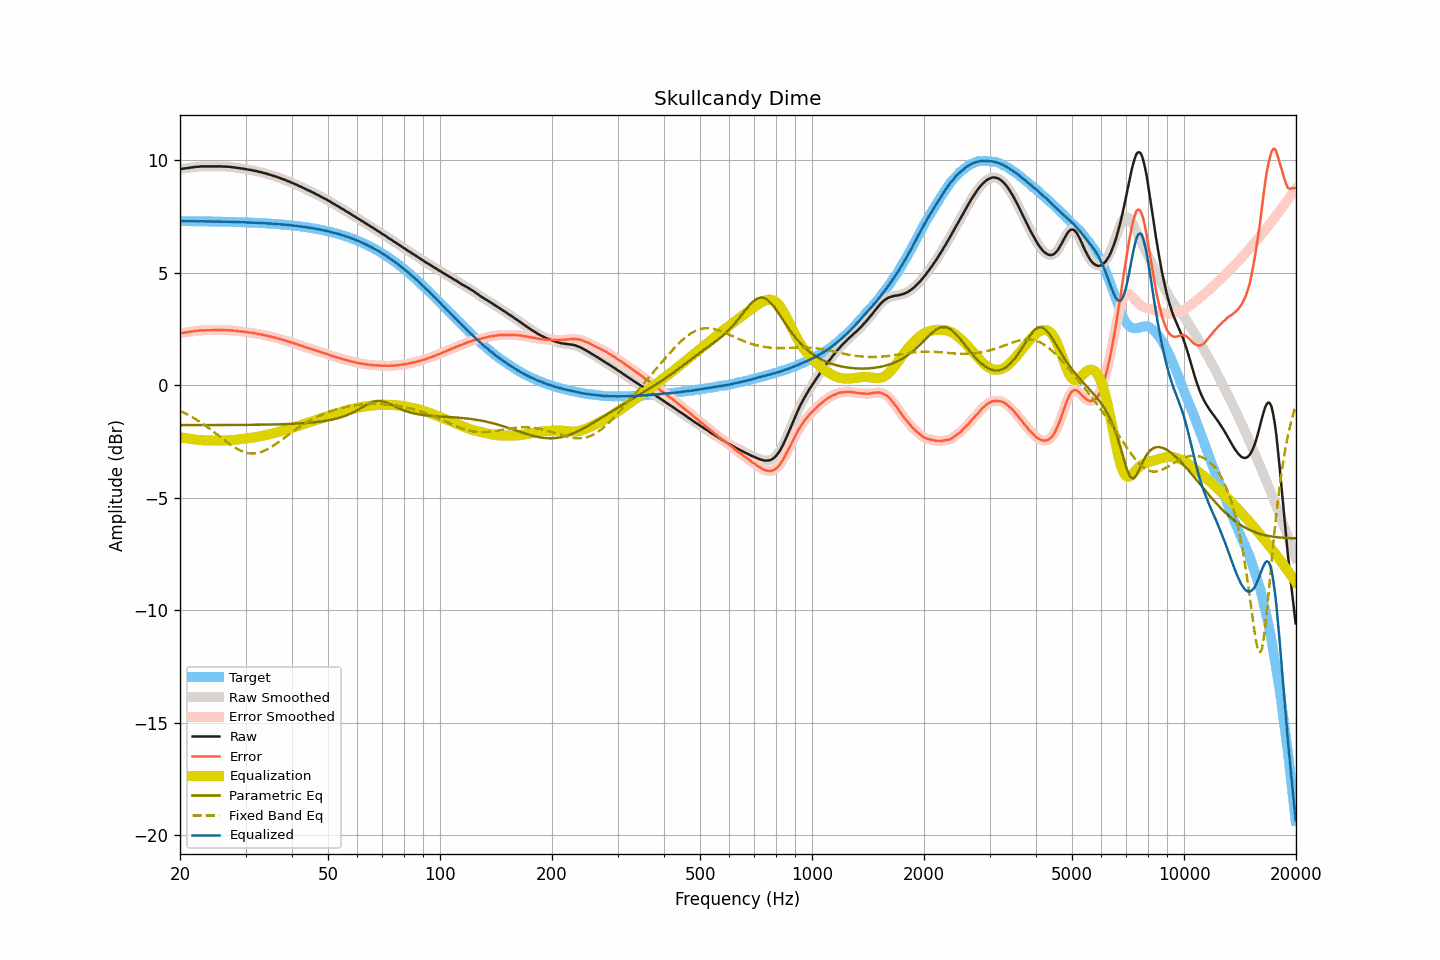 Skullcandy Dime
Amplitude (dBr)
10
5
0
−5
−10
−15
−20
Target
Raw Smoothed
Error Smoothed
Raw
Error
Equalization
Parametric Eq
Fixed Band Eq
Equalized
20 50 100 200 500 1000 2000 5000 10000 20000
Frequency (Hz)